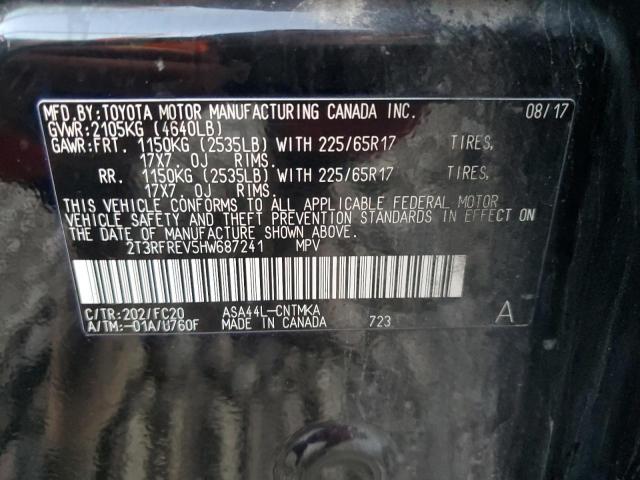 MFD.BY:TOYOTA MOTOR MANUFACTURING CANADA INC. 08/17
GVWR:2105KG (4640LB)
GAWR:FRT. 1150KG (2535LB) WITH 225/65R17 TIRES,
17X7. 0J RIMS.
RR. 1150KG (2535LB) WITH 225/65R17 TIRES,
17X7. 0J RIMS.
THIS VEHICLE CONFORMS TO ALL APPLICABLE FEDERAL MOTOR
VEHICLE SAFETY AND THEFT PREVENTION STANDARDS IN EFFECT ON
THE DATE OF MANUFACTURE SHOWN ABOVE.
2T3RFREV5HW687241 MPV
C/TR:202/FC20 ASA44L-CNTMKA
A/TM:-01A/U760F MADE IN CANADA 723 A